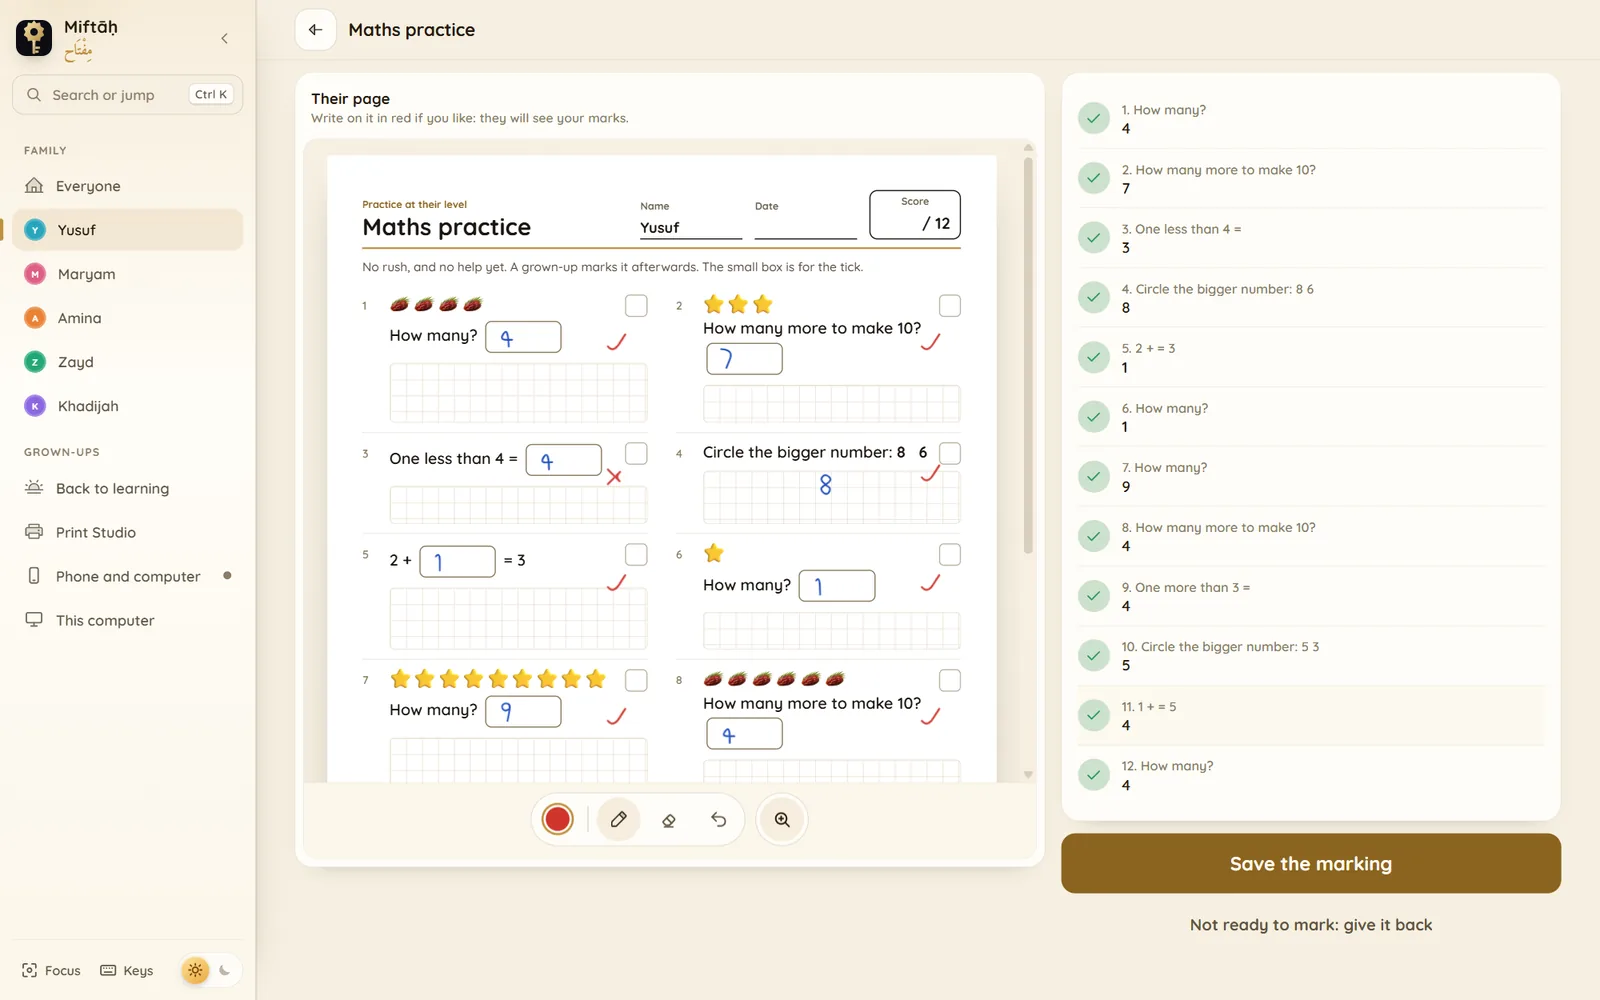 Miftāḥ
مِفْتَاح
Search or jump Ctrl K
FAMILY
Everyone
Y Yusuf
M Maryam
A Amina
Z Zayd
K Khadijah
GROWN-UPS
Back to learning
Print Studio
Phone and computer
This computer
Focus Keys
Maths practice
Their page
Write on it in red if you like: they will see your marks.
Practice at their level
Maths practice
Name
Yusuf
Date
Score
/ 12
No rush, and no help yet. A grown-up marks it afterwards. The small box is for the tick.
1
How many? 4
2
How many more to make 10?
7
3 One less than 4 = 4
4 Circle the bigger number: 8 6
8
5 2 + 1 = 3
6
How many? 1
7
How many? 9
8
How many more to make 10?
4
1. How many?
4
2. How many more to make 10?
7
3. One less than 4 =
3
4. Circle the bigger number: 8 6
8
5. 2 + = 3
1
6. How many?
1
7. How many?
9
8. How many more to make 10?
4
9. One more than 3 =
4
10. Circle the bigger number: 5 3
5
11. 1 + = 5
4
12. How many?
4
Save the marking
Not ready to mark: give it back